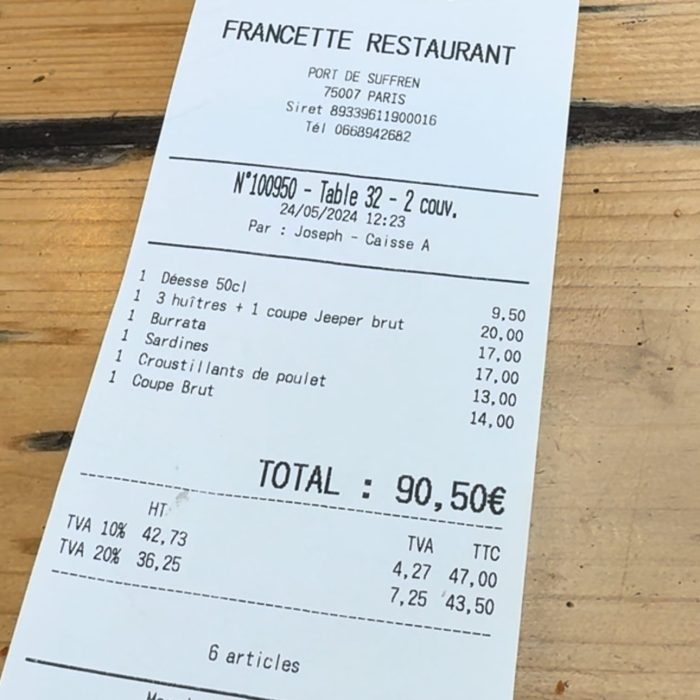 FRANCETTE RESTAURANT
PORT DE SUFFREN
75007 PARIS
Siret 89339611900016
Tél 0668942682
N°100950 - Table 32 - 2 couv.
24/05/2024 12:23
Par : Joseph - Caisse A
1 Déesse 50cl 9,50
1 3 huîtres + 1 coupe Jeeper brut 20,00
1 Burrata 17,00
1 Sardines 17,00
1 Croustillants de poulet 13,00
1 Coupe Brut 14,00
TOTAL : 90,50€
HT TVA TTC
TVA 10% 42,73 4,27 47,00
TVA 20% 36,25 7,25 43,50
6 articles